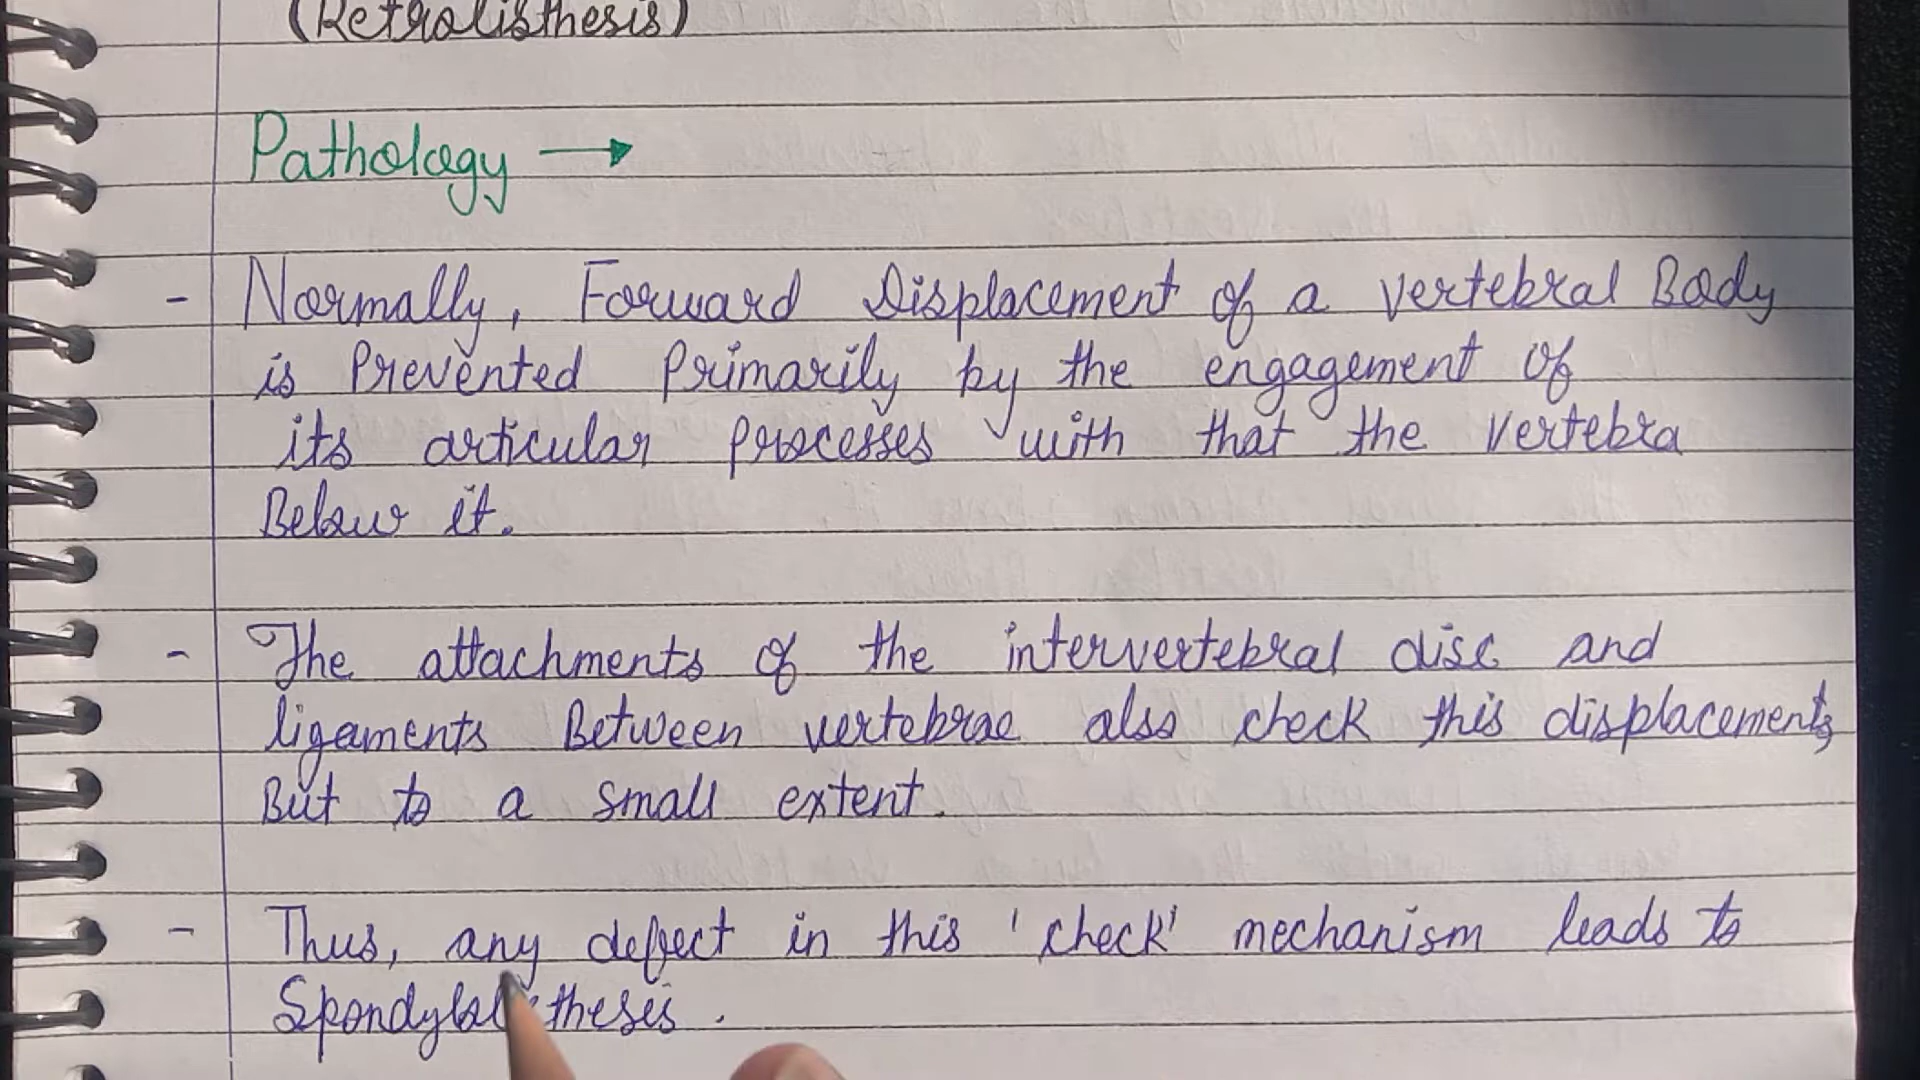 (Retrolisthesis)
Pathology →
- Normally, Forward Displacement of a vertebral Body
is Prevented Primarily by the engagement of
its articular processes with that the vertebra
Below it.
- The attachments of the intervertebral disc and
ligaments Between vertebrae also check this displacements
But to a small extent.
- Thus, any defect in this 'check' mechanism leads to